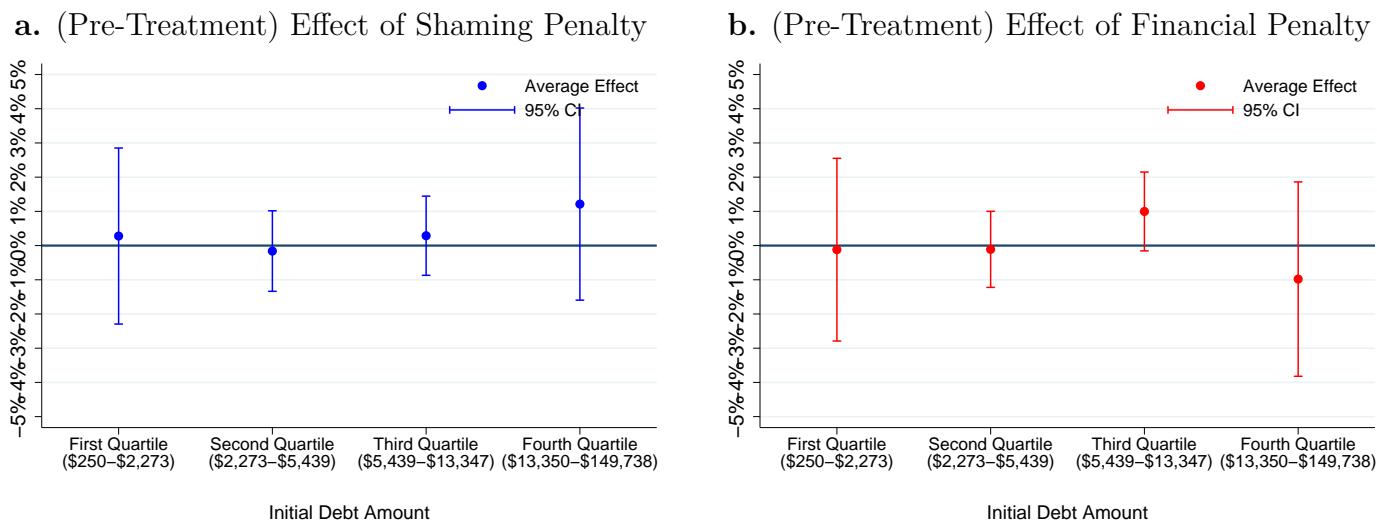 a. (Pre-Treatment) Effect of Shaming Penalty
5%
4%
3%
2%
1%
0%
−1%
−2%
−3%
−4%
−5%
Average Effect
95% CI
First Quartile
($250−$2,273)
Second Quartile
($2,273−$5,439)
Third Quartile
($5,439−$13,347)
Fourth Quartile
($13,350−$149,738)
Initial Debt Amount
b. (Pre-Treatment) Effect of Financial Penalty
5%
4%
3%
2%
1%
0%
−1%
−2%
−3%
−4%
−5%
Average Effect
95% CI
First Quartile
($250−$2,273)
Second Quartile
($2,273−$5,439)
Third Quartile
($5,439−$13,347)
Fourth Quartile
($13,350−$149,738)
Initial Debt Amount